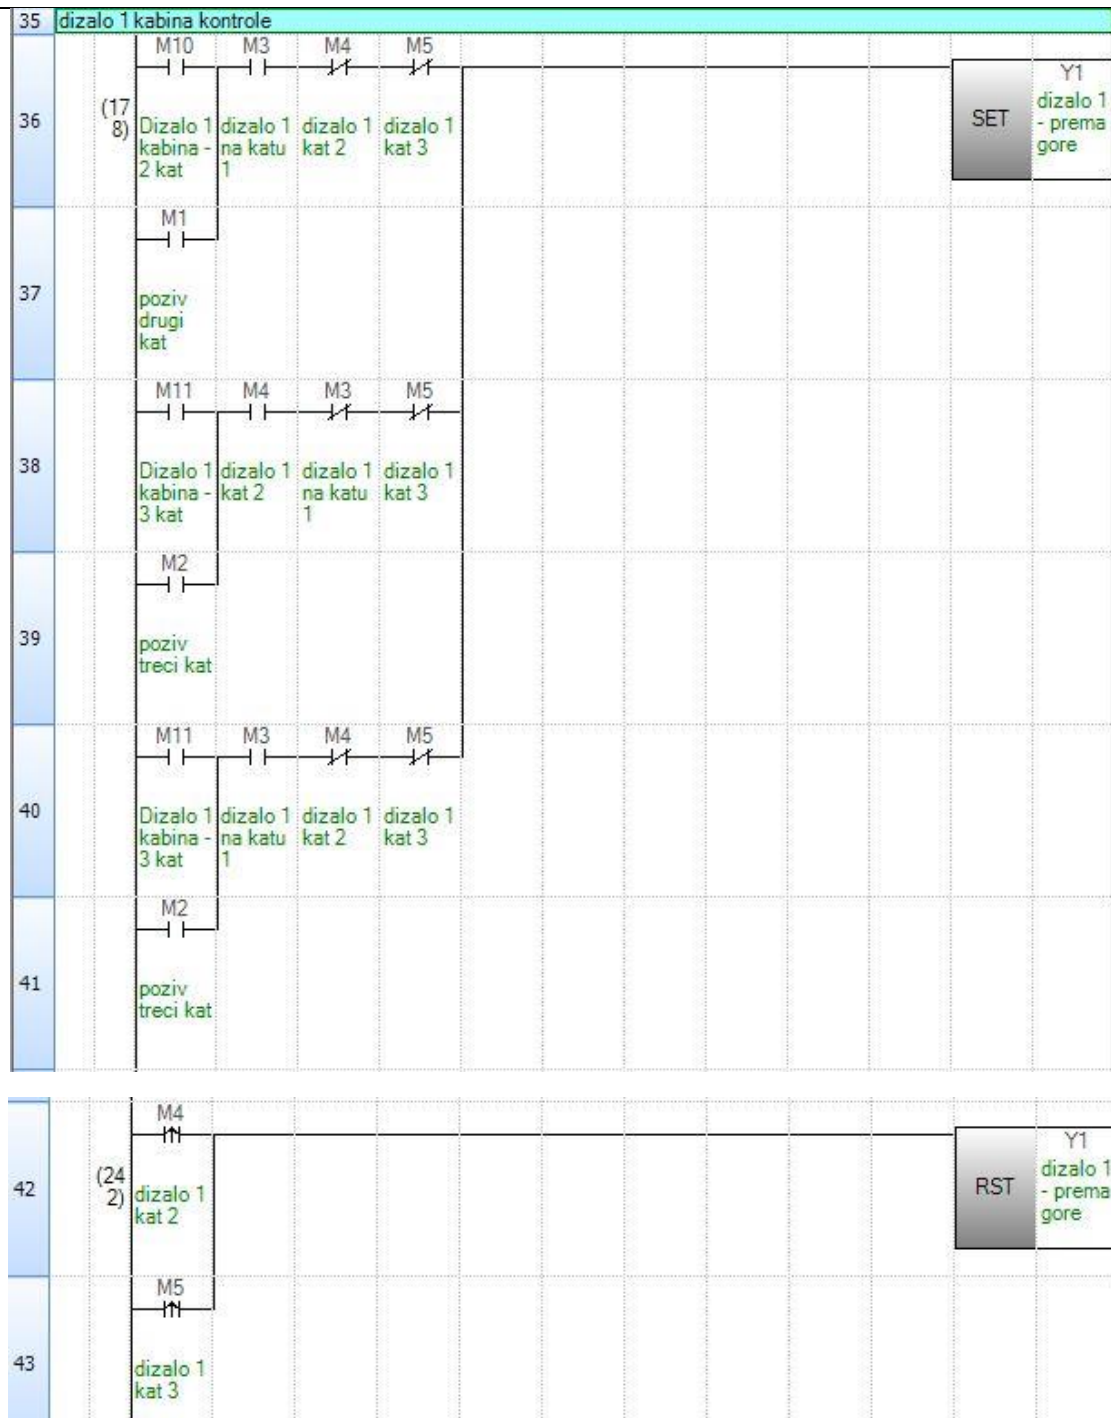 35 dizalo 1 kabina kontrole
M10 M3 M4 M5
Y1
36
(17
8)
Dizalo 1
kabina -
2 kat
dizalo 1
na katu
1
dizalo 1
kat 2
dizalo 1
kat 3
SET
dizalo 1
- prema
gore
M1
37
poziv
drugi
kat
M11 M4 M3 M5
38
Dizalo 1
kabina -
3 kat
dizalo 1
kat 2
dizalo 1
na katu
1
dizalo 1
kat 3
M2
39
poziv
treci kat
M11 M3 M4 M5
40
Dizalo 1
kabina -
3 kat
dizalo 1
na katu
1
dizalo 1
kat 2
dizalo 1
kat 3
M2
41
poziv
treci kat
M4
Y1
42
(24
2)
dizalo 1
kat 2
RST
dizalo 1
- prema
gore
M5
43
dizalo 1
kat 3